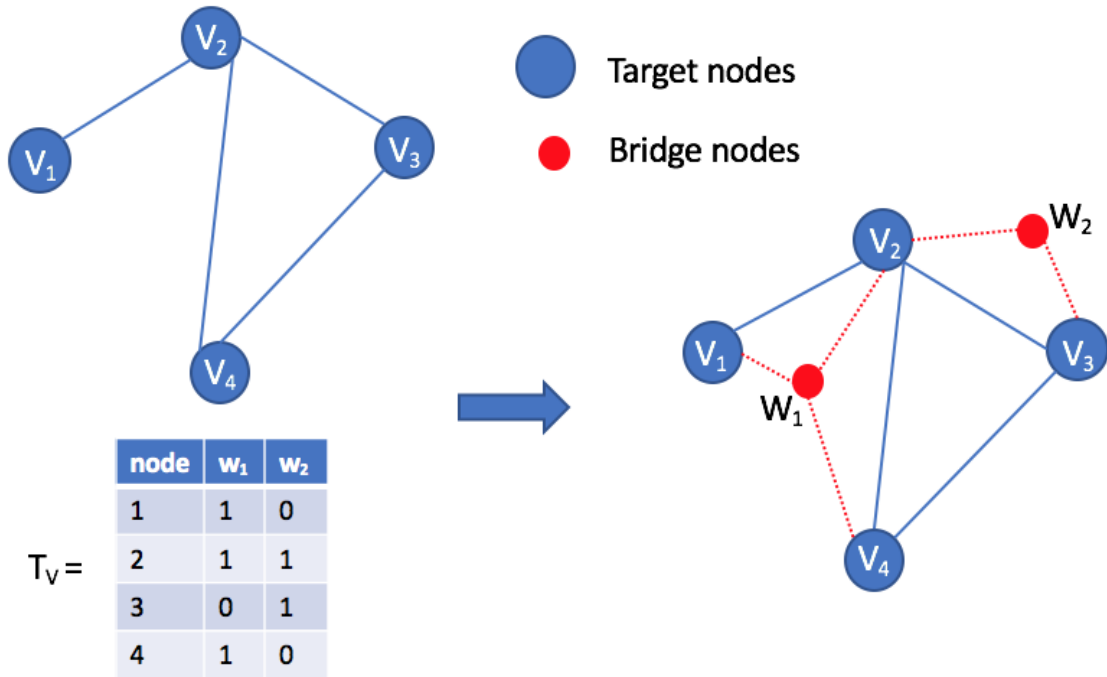 V₂
V₁
V₃
V₄
Target nodes
Bridge nodes
V₂
W₂
V₁
V₃
W₁
V₄
node w₁ w₂
1 1 0
2 1 1
3 0 1
4 1 0
Tᵥ =